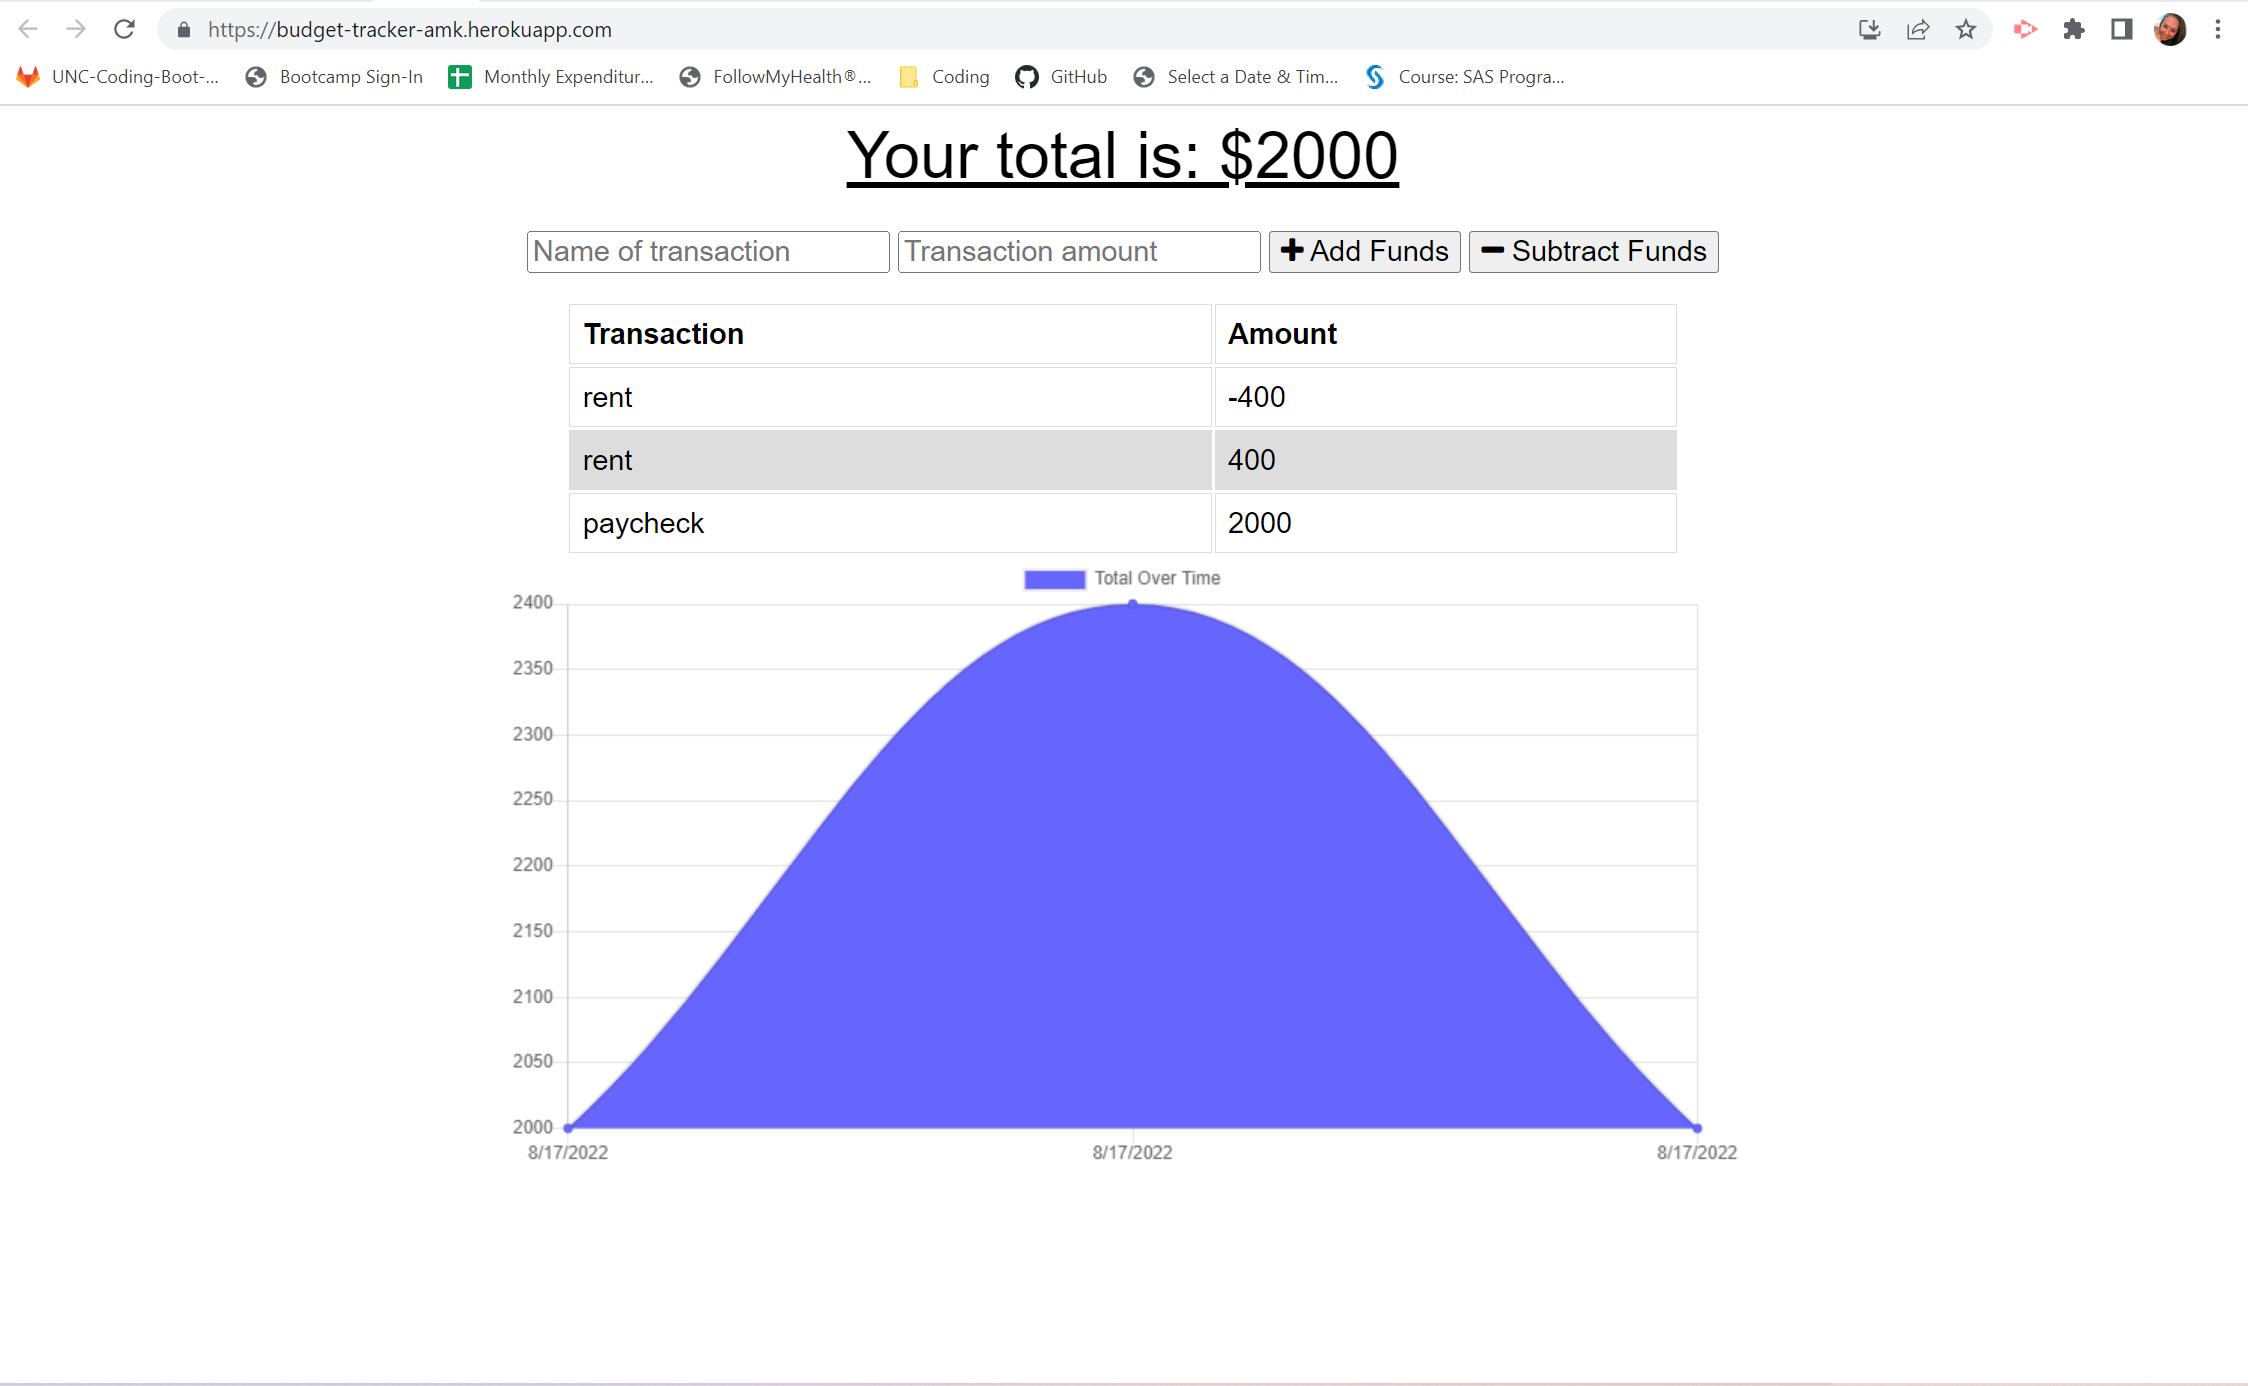 https://budget-tracker-amk.herokuapp.com
UNC-Coding-Boot-... Bootcamp Sign-In Monthly Expenditur... FollowMyHealth®... Coding GitHub Select a Date & Tim... Course: SAS Progra...
Your total is: $2000
Name of transaction Transaction amount Add Funds Subtract Funds
Transaction Amount
rent -400
rent 400
paycheck 2000
Total Over Time
2400
2350
2300
2250
2200
2150
2100
2050
2000
8/17/2022 8/17/2022 8/17/2022